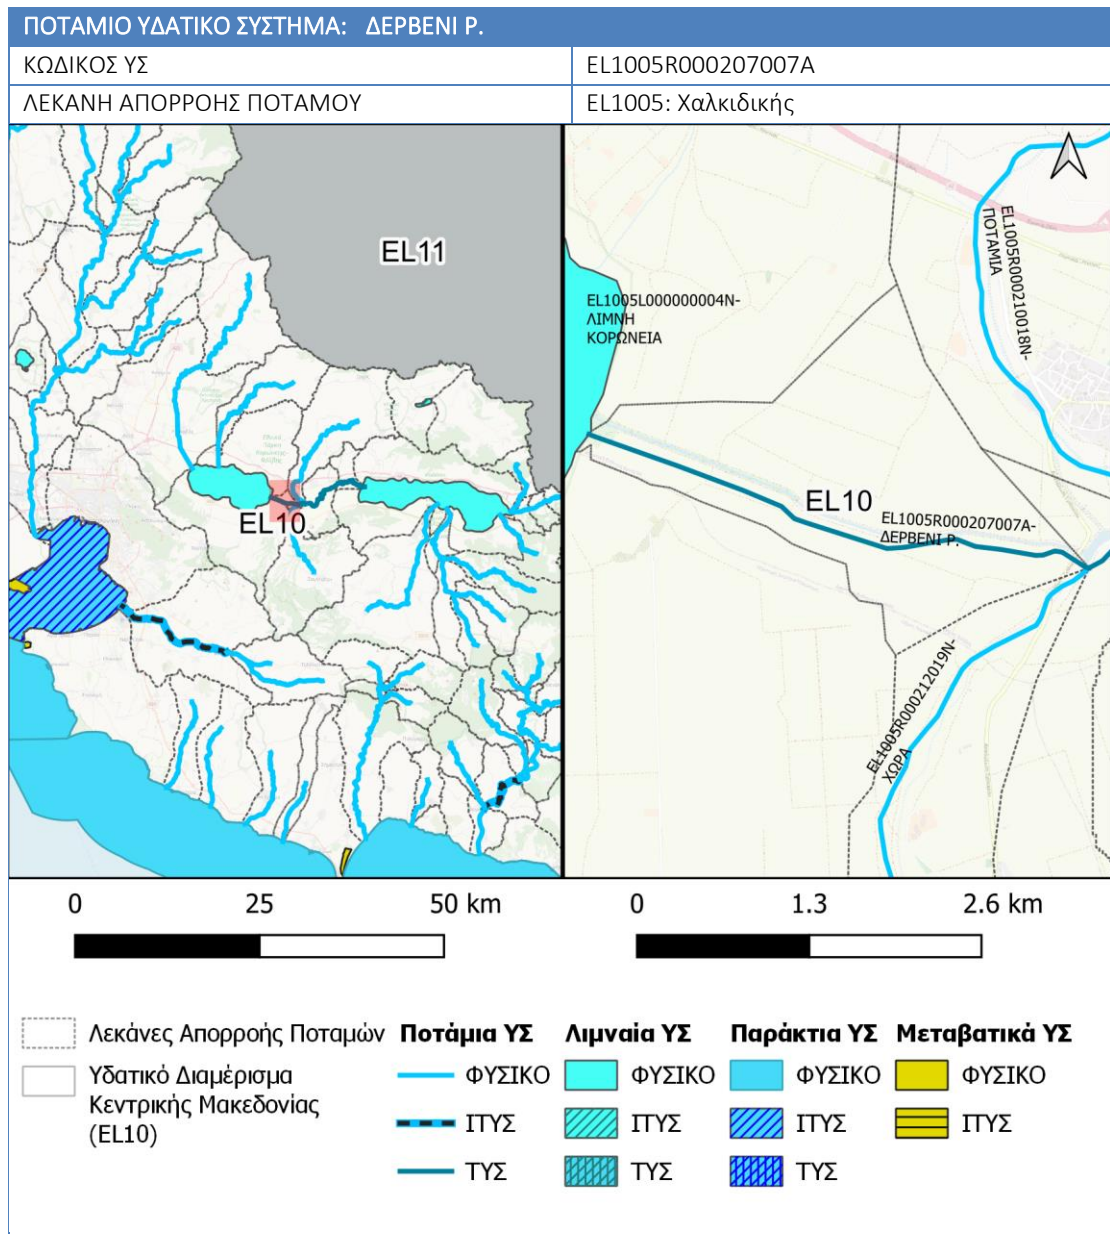 ΠΟΤΑΜΙΟ ΥΔΑΤΙΚΟ ΣΥΣΤΗΜΑ: ΔΕΡΒΕΝΙ Ρ.
ΚΩΔΙΚΟΣ ΥΣ EL1005R000207007A
ΛΕΚΑΝΗ ΑΠΟΡΡΟΗΣ ΠΟΤΑΜΟΥ EL1005: Χαλκιδικής
EL11
EL10
EL1005L000000004N-
ΛΙΜΝΗ
ΚΟΡΩΝΕΙΑ
EL1005R000210018N-
ΠΟΤΑΜΙΑ
EL10
EL1005R000207007A-
ΔΕΡΒΕΝΙ Ρ.
EL1005R000212019N-
ΧΩΡΑ
0 25 50 km
0 1.3 2.6 km
Λεκάνες Απορροής Ποταμών
Υδατικό Διαμέρισμα
Κεντρικής Μακεδονίας
(EL10)
Ποτάμια ΥΣ
ΦΥΣΙΚΟ
ΙΤΥΣ
ΤΥΣ
Λιμναία ΥΣ
ΦΥΣΙΚΟ
ΙΤΥΣ
ΤΥΣ
Παράκτια ΥΣ
ΦΥΣΙΚΟ
ΙΤΥΣ
ΤΥΣ
Μεταβατικά ΥΣ
ΦΥΣΙΚΟ
ΙΤΥΣ